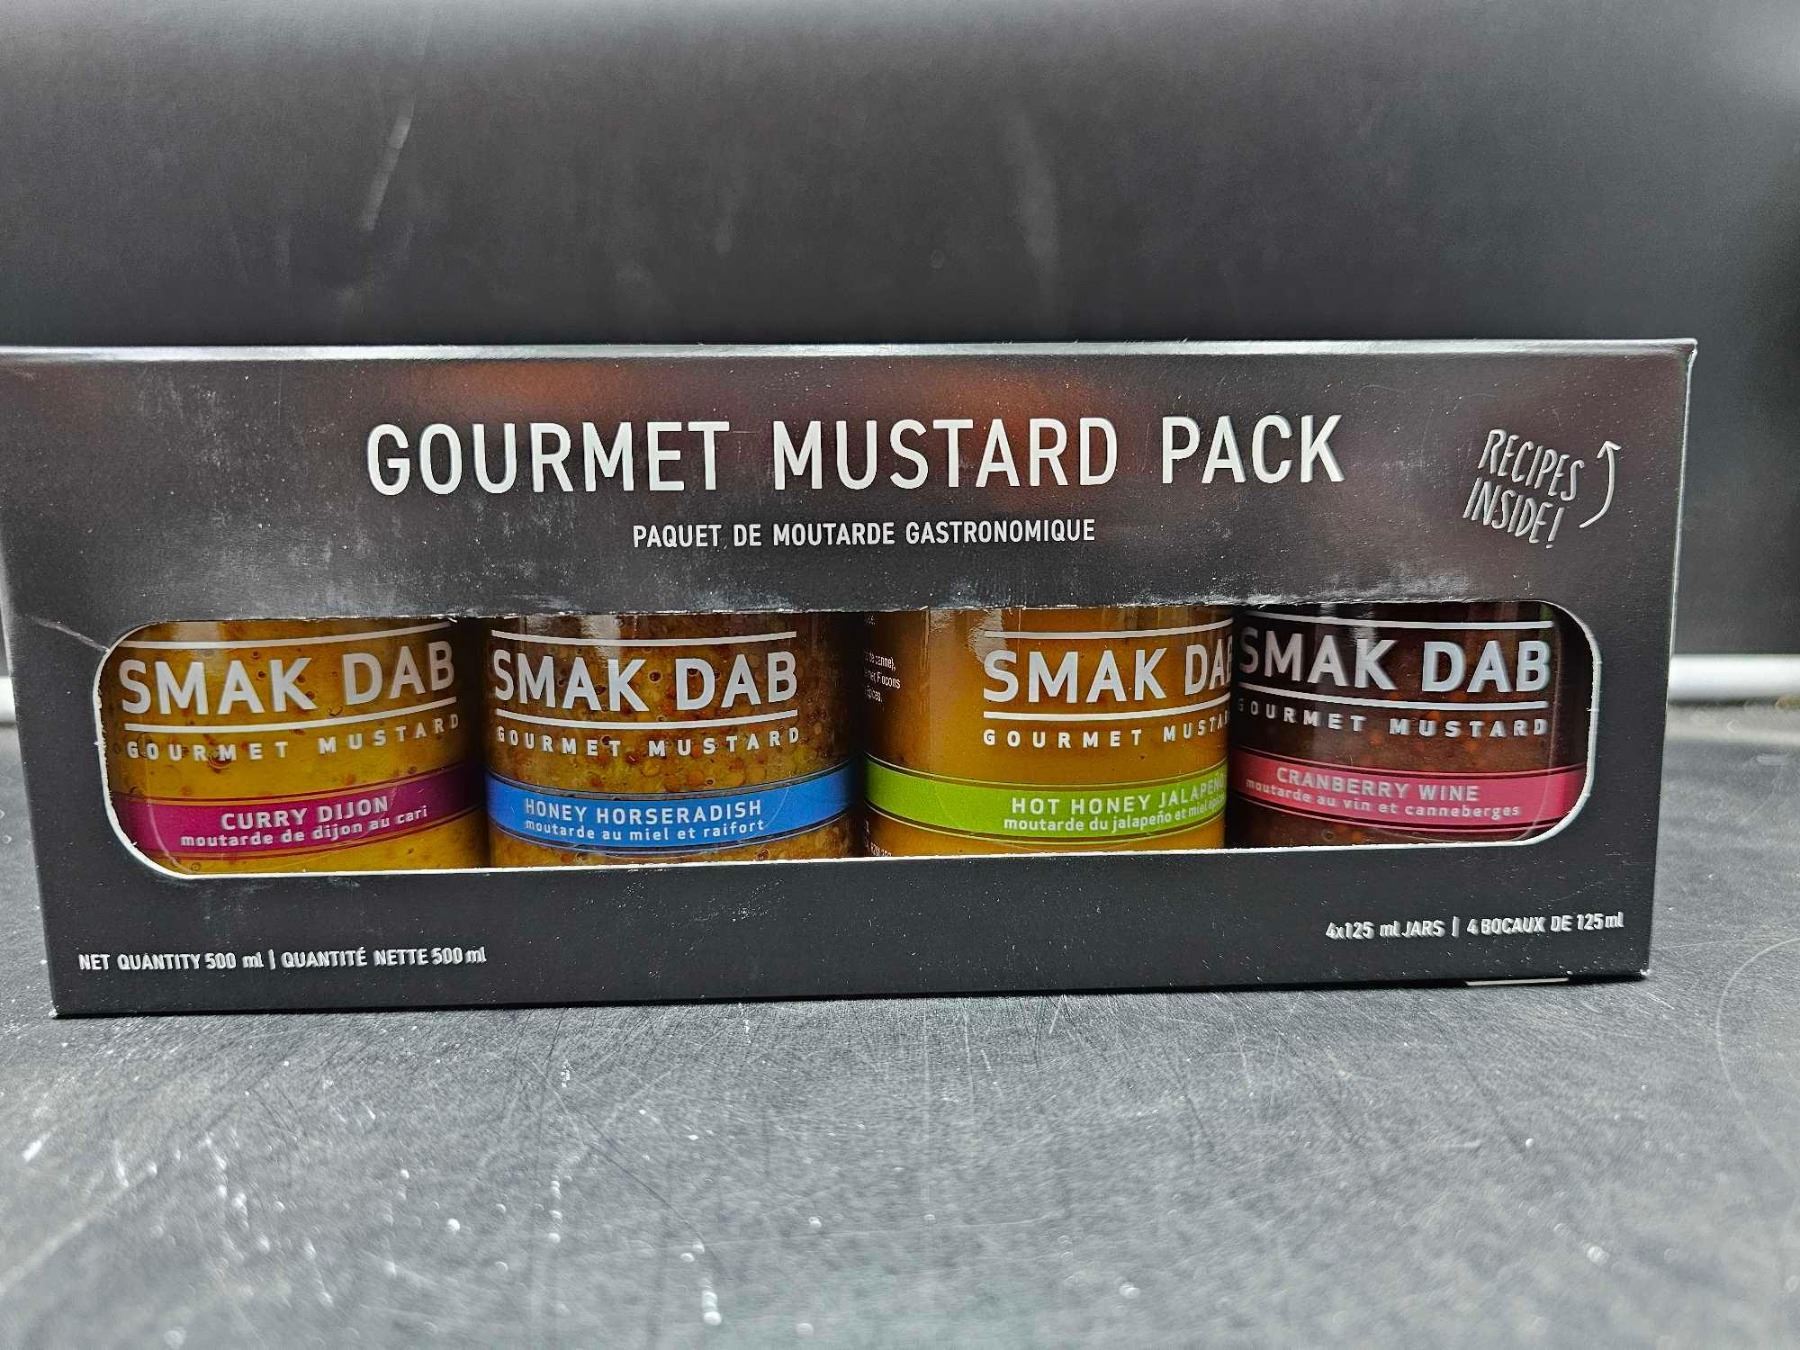 GOURMET MUSTARD PACK
PAQUET DE MOUTARDE GASTRONOMIQUE
RECIPES
INSIDE!
SMAK DAB
GOURMET MUSTARD
CURRY DIJON
moutarde de dijon au cari
SMAK DAB
GOURMET MUSTARD
HONEY HORSERADISH
moutarde au miel et raifort
SMAK DA
GOURMET MUSTA
HOT HONEY JALAPEÑO
moutarde du jalapeño et miel
SMAK DAB
GOURMET MUSTARD
CRANBERRY WINE
moutarde au vin et canneberges
NET QUANTITY 500 ml | QUANTITÉ NETTE 500 ml
4x125 ml JARS | 4 BOCAUX DE 125 ml